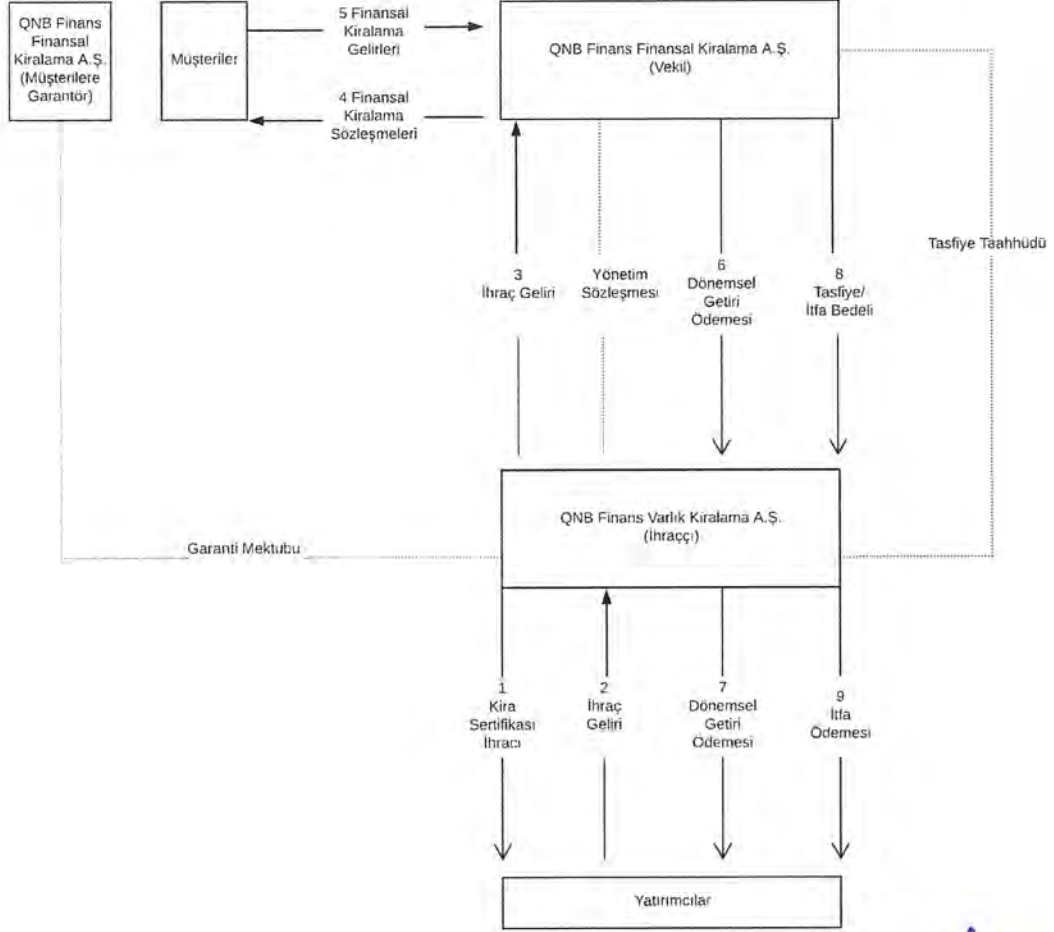 QNB Finans
Finansal
Kiralama A.Ş.
(Müşterilere
Garantör)
Müşteriler
5 Finansal
Kiralama
Gelirleri
4 Finansal
Kiralama
Sözleşmeleri
QNB Finans Finansal Kiralama A.Ş.
(Vekil)
Tasfiye Taahhüdü
3
İhraç Geliri
Yönetim
Sözleşmesi
6
Dönemsel
Getiri
Ödemesi
8
Tasfiye/
İtfa Bedeli
QNB Finans Varlık Kiralama A.Ş.
(İhraççı)
Garanti Mektubu
1
Kira
Sertifikası
İhracı
2
İhraç
Geliri
7
Dönemsel
Getiri
Ödemesi
9
İtfa
Ödemesi
Yatırımcılar